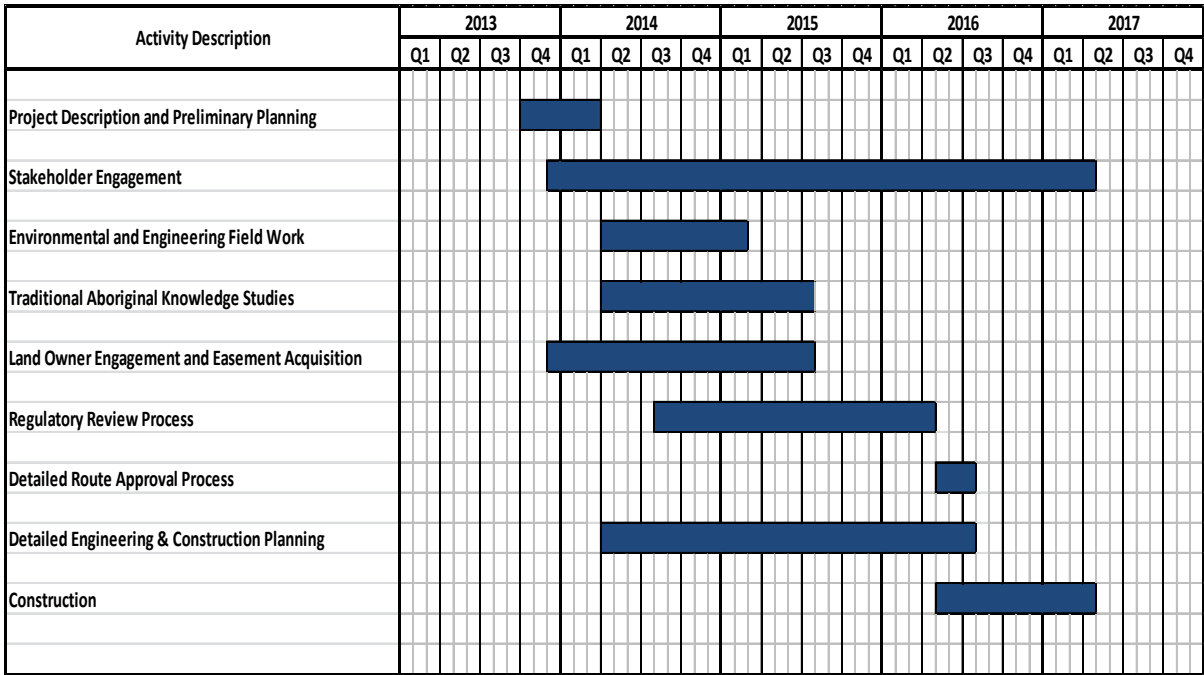 Activity Description
2013 2014 2015 2016 2017
Q1 Q2 Q3 Q4 Q1 Q2 Q3 Q4 Q1 Q2 Q3 Q4 Q1 Q2 Q3 Q4 Q1 Q2 Q3 Q4
Project Description and Preliminary Planning
Stakeholder Engagement
Environmental and Engineering Field Work
Traditional Aboriginal Knowledge Studies
Land Owner Engagement and Easement Acquisition
Regulatory Review Process
Detailed Route Approval Process
Detailed Engineering & Construction Planning
Construction